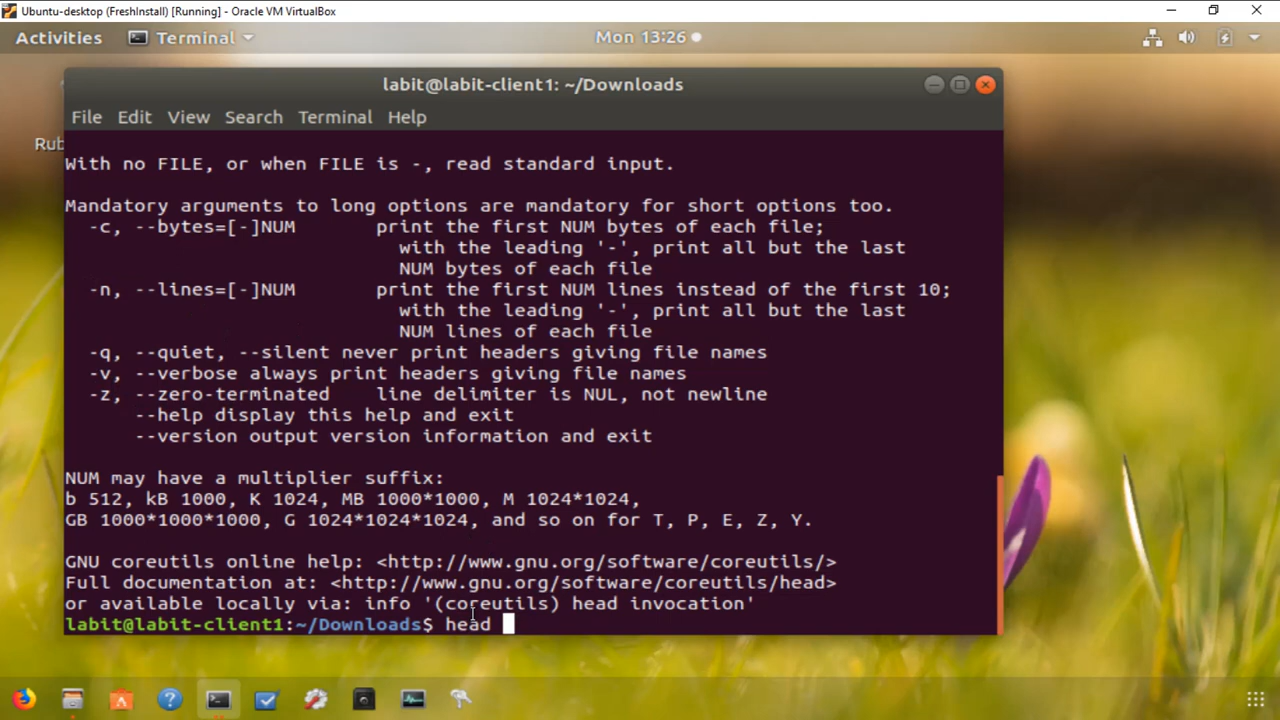 Ubuntu-desktop (FreshInstall) [Running] - Oracle VM VirtualBox
Activities Terminal Mon 13:26
labit@labit-client1: ~/Downloads
File Edit View Search Terminal Help
Rub
With no FILE, or when FILE is -, read standard input.
Mandatory arguments to long options are mandatory for short options too.
-c, --bytes=[-]NUM print the first NUM bytes of each file;
with the leading '-', print all but the last
NUM bytes of each file
-n, --lines=[-]NUM print the first NUM lines instead of the first 10;
with the leading '-', print all but the last
NUM lines of each file
-q, --quiet, --silent never print headers giving file names
-v, --verbose always print headers giving file names
-z, --zero-terminated line delimiter is NUL, not newline
--help display this help and exit
--version output version information and exit
NUM may have a multiplier suffix:
b 512, kB 1000, K 1024, MB 1000*1000, M 1024*1024,
GB 1000*1000*1000, G 1024*1024*1024, and so on for T, P, E, Z, Y.
GNU coreutils online help: <http://www.gnu.org/software/coreutils/>
Full documentation at: <http://www.gnu.org/software/coreutils/head>
or available locally via: info '(coreutils) head invocation'
labit@labit-client1:~/Downloads$ head